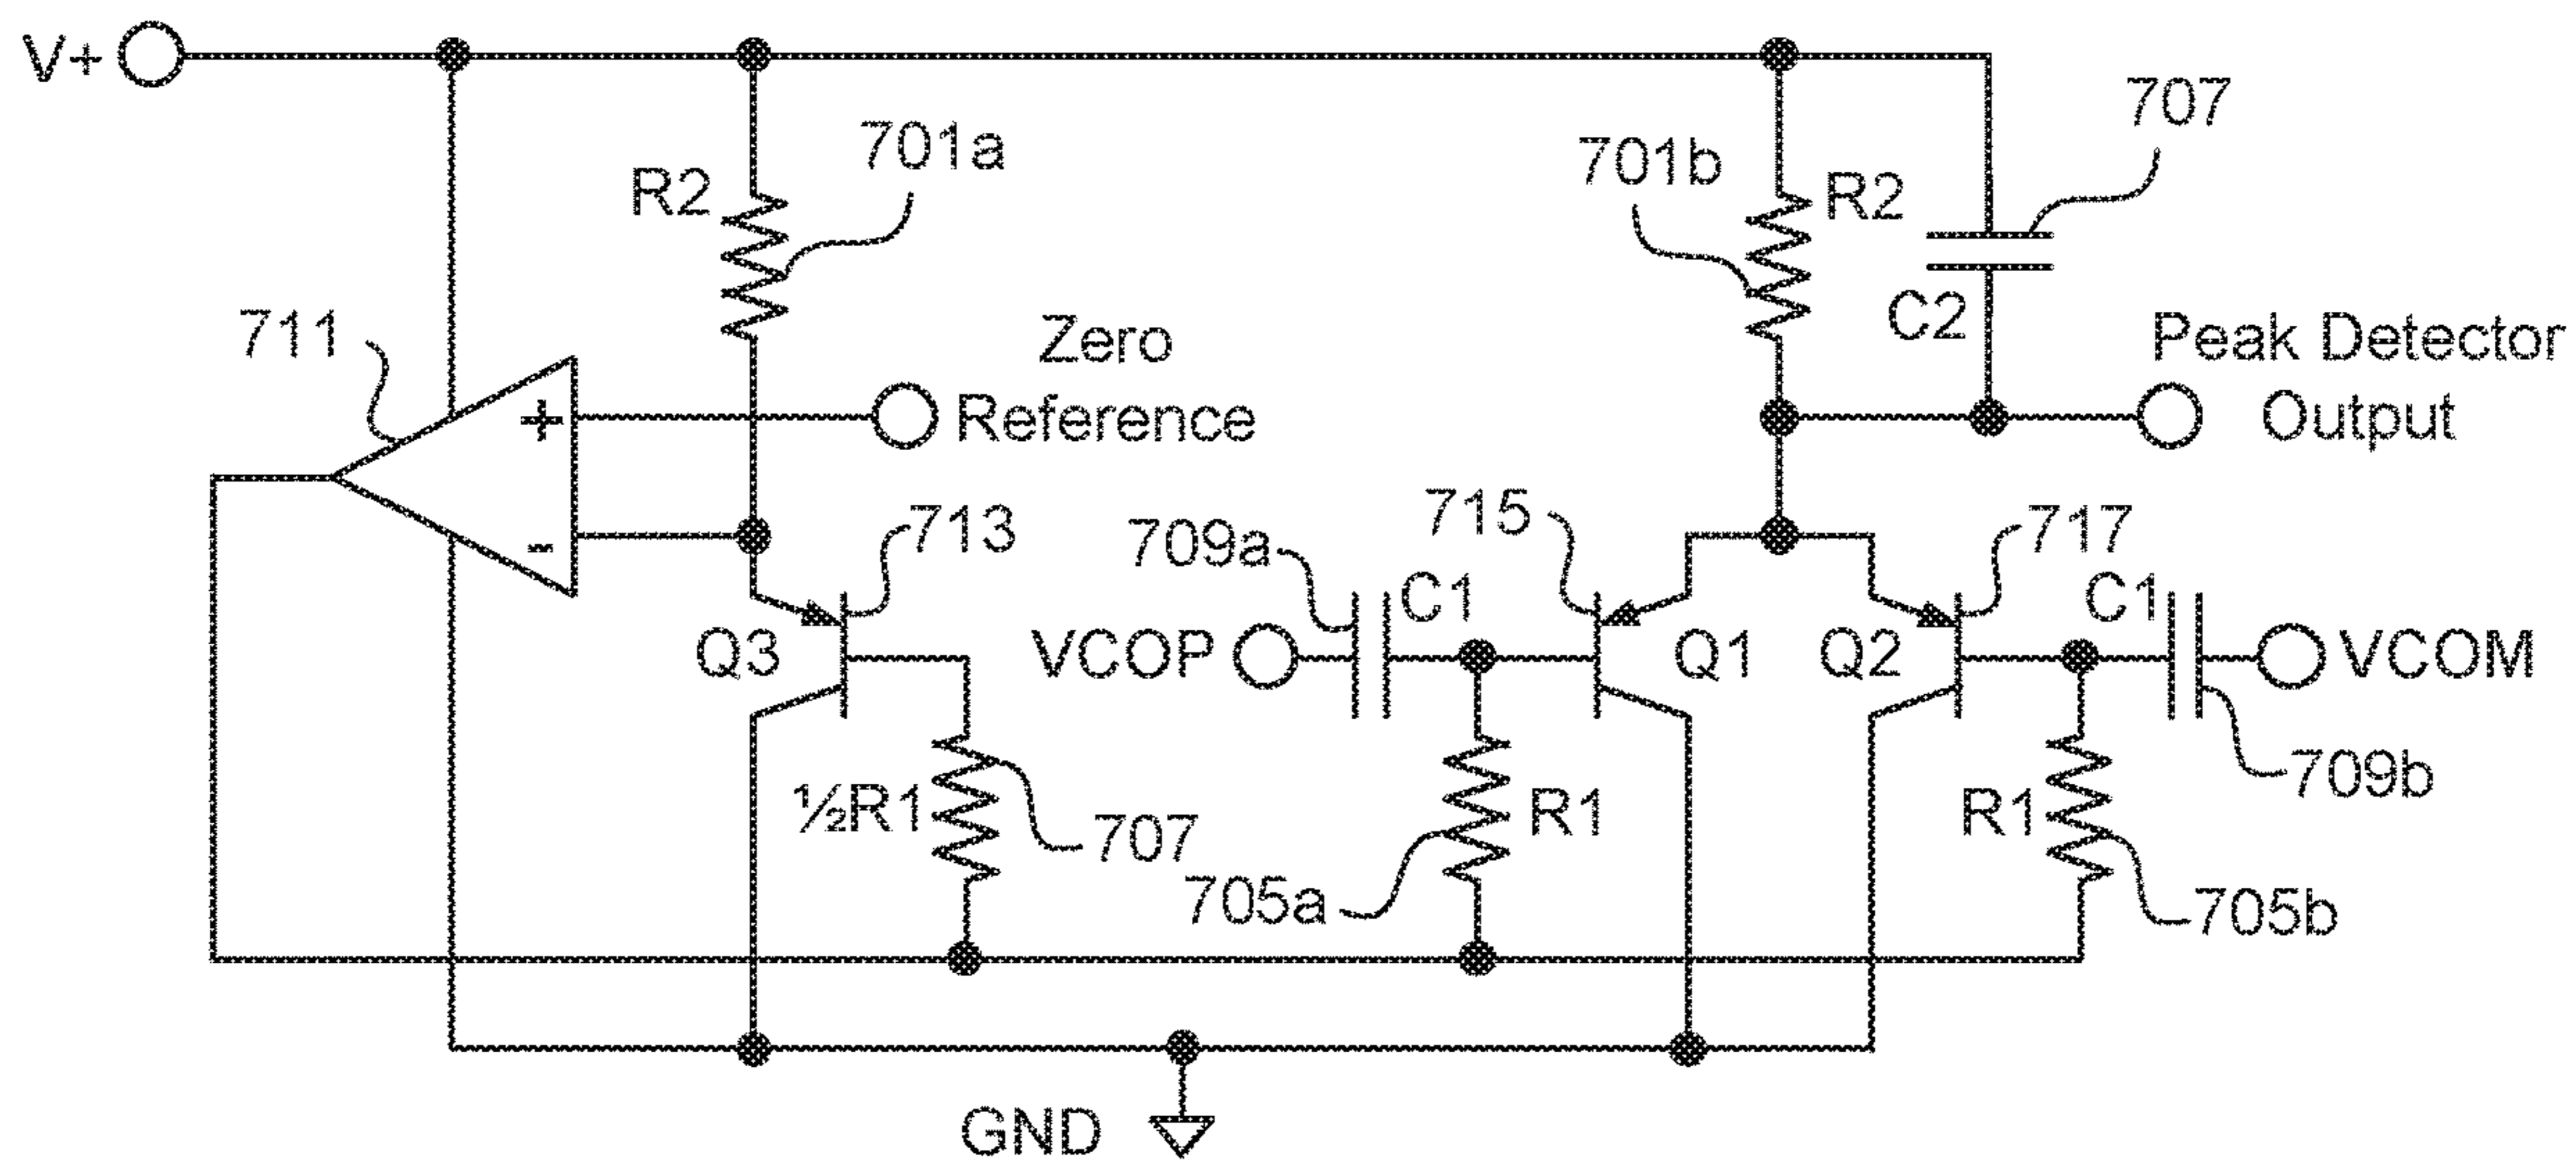 V+
707
701a
701b
R2
R2
711
Zero
Reference
C2
Peak Detector
Output
+
-
713
715
717
709a
C1
C1
Q3
VCOP
Q1
Q2
VCOM
709b
½R1
707
R1
R1
705a
705b
GND